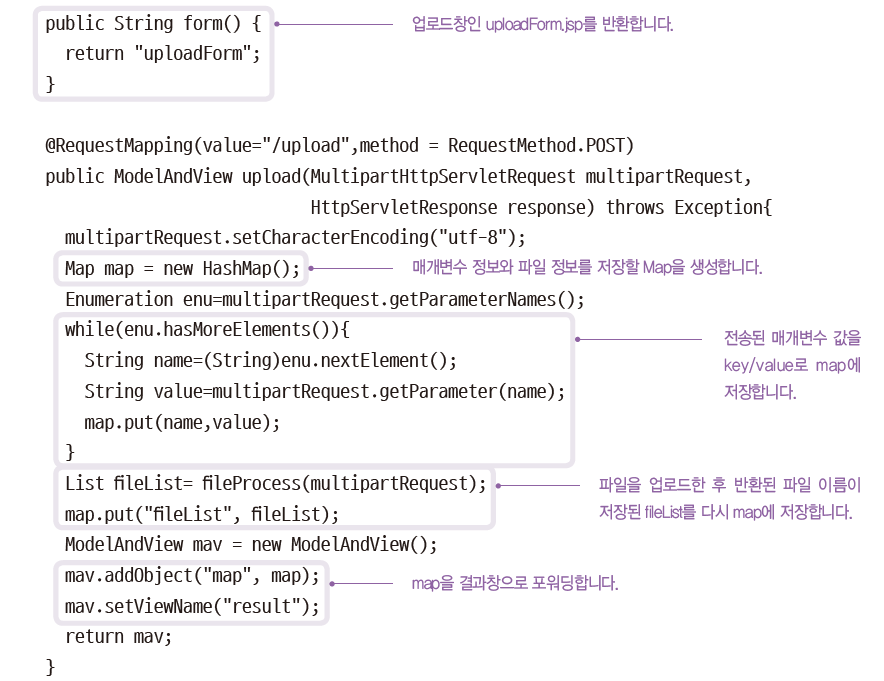 public String form() {
업로드창인 uploadForm.jsp를 반환합니다.
return "uploadForm";
}
@RequestMapping(value="/upload",method = RequestMethod.POST)
public ModelAndView upload(MultipartHttpServletRequest multipartRequest,
HttpServletResponse response) throws Exception{
multipartRequest.setCharacterEncoding("utf-8");
Map map = new HashMap();
매개변수 정보와 파일 정보를 저장할 Map을 생성합니다.
Enumeration enu=multipartRequest.getParameterNames();
while(enu.hasMoreElements()){
String name=(String)enu.nextElement();
String value=multipartRequest.getParameter(name);
map.put(name,value);
}
전송된 매개변수 값을
key/value로 map에
저장합니다.
List fileList= fileProcess(multipartRequest);
map.put("fileList", fileList);
파일을 업로드한 후 반환된 파일 이름이
저장된 fileList를 다시 map에 저장합니다.
ModelAndView mav = new ModelAndView();
mav.addObject("map", map);
mav.setViewName("result");
map을 결과창으로 포워딩합니다.
return mav;
}